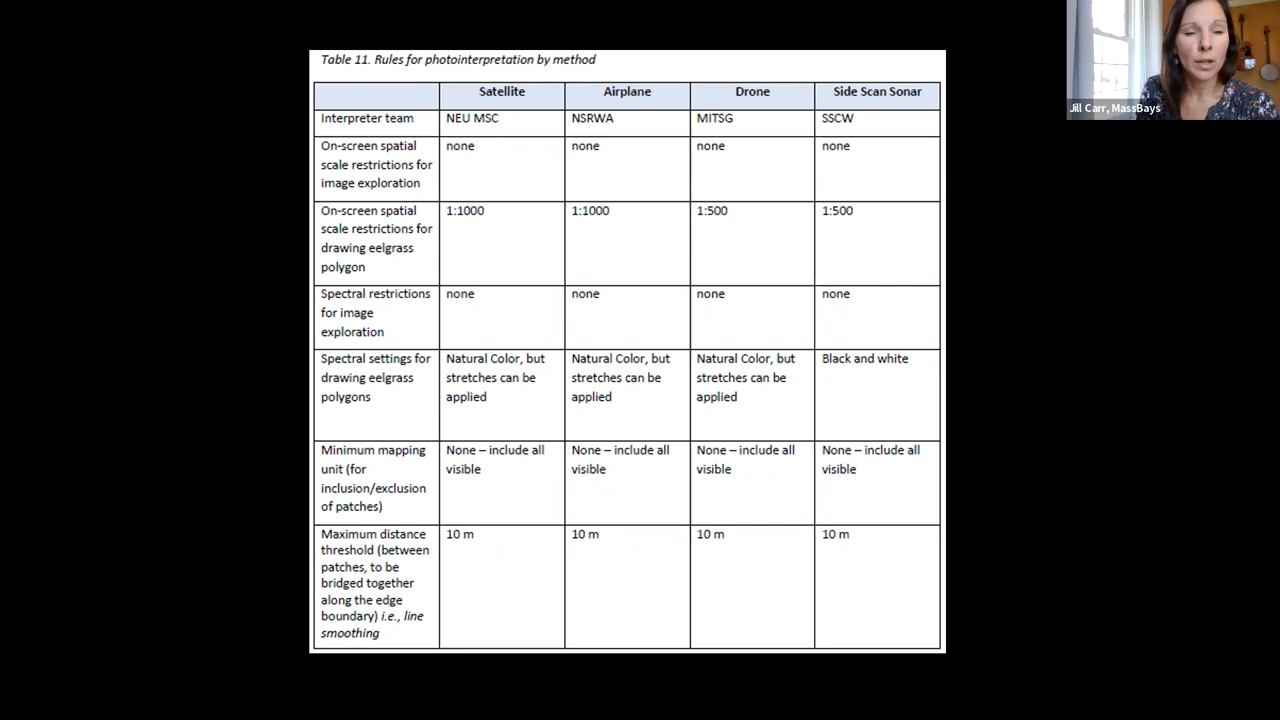 Table 11. Rules for photointerpretation by method
Satellite
Airplane
Drone
Side Scan Sonar
Interpreter team
NEU MSC
NSRWA
MITSG
SSCW
On-screen spatial
scale restrictions for
image exploration
none
none
none
none
On-screen spatial
scale restrictions for
drawing eelgrass
polygon
1:1000
1:1000
1:500
1:500
Spectral restrictions
for image
exploration
none
none
none
none
Spectral settings for
drawing eelgrass
polygons
Natural Color, but
stretches can be
applied
Natural Color, but
stretches can be
applied
Natural Color, but
stretches can be
applied
Black and white
Minimum mapping
unit (for
inclusion/exclusion
of patches)
None – include all
visible
None – include all
visible
None – include all
visible
None – include all
visible
Maximum distance
threshold (between
patches, to be
bridged together
along the edge
boundary) i.e., line
smoothing
10 m
10 m
10 m
10 m
Jill Carr, MassBays